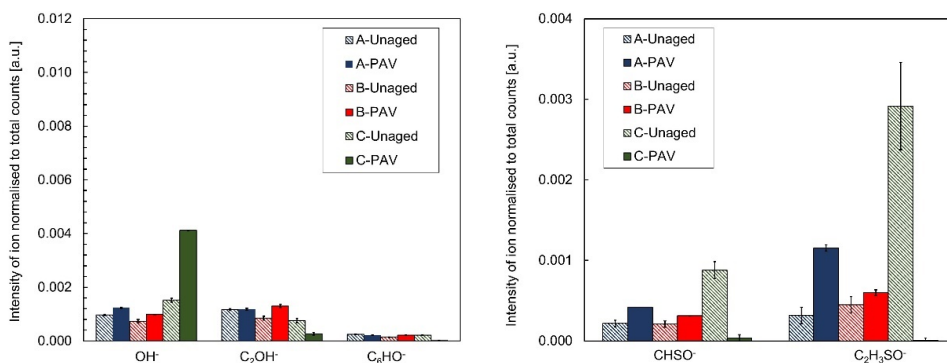 Intensity of ion normalised to total counts [a.u.]
0.012
0.010
0.008
0.006
0.004
0.002
0.000
A-Unaged
A-PAV
B-Unaged
B-PAV
C-Unaged
C-PAV
OH⁻
C₂OH⁻
C₆HO⁻
Intensity of ion normalised to total counts [a.u.]
0.004
0.003
0.002
0.001
0.000
A-Unaged
A-PAV
B-Unaged
B-PAV
C-Unaged
C-PAV
CHSO⁻
C₂H₃SO⁻